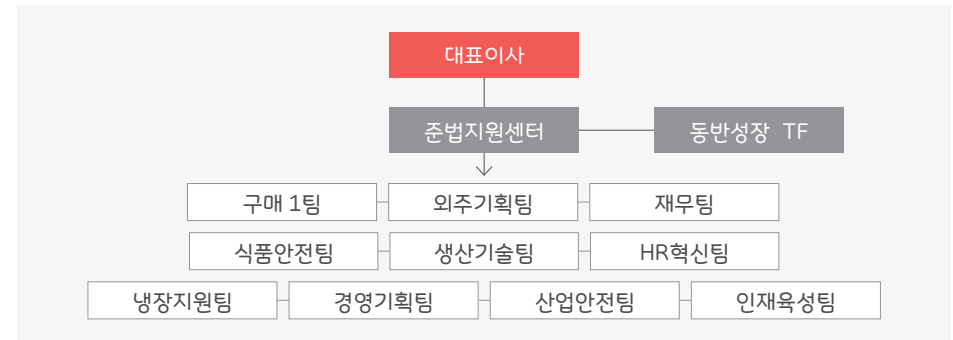 대표이사
준법지원센터 동반성장 TF
구매 1팀 외주기획팀 재무팀
식품안전팀 생산기술팀 HR혁신팀
냉장지원팀 경영기획팀 산업안전팀 인재육성팀